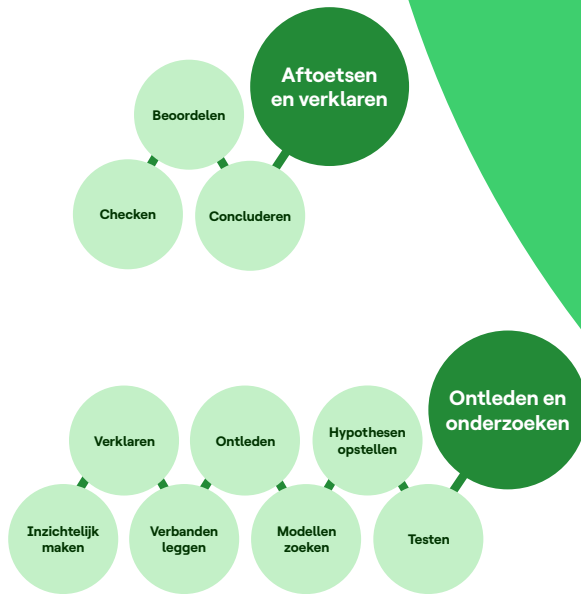 Aftoetsen
en verklaren
Beoordelen
Checken
Concluderen
Ontleden en
onderzoeken
Verklaren
Ontleden
Hypothesen
opstellen
Inzichtelijk
maken
Verbanden
leggen
Modellen
zoeken
Testen